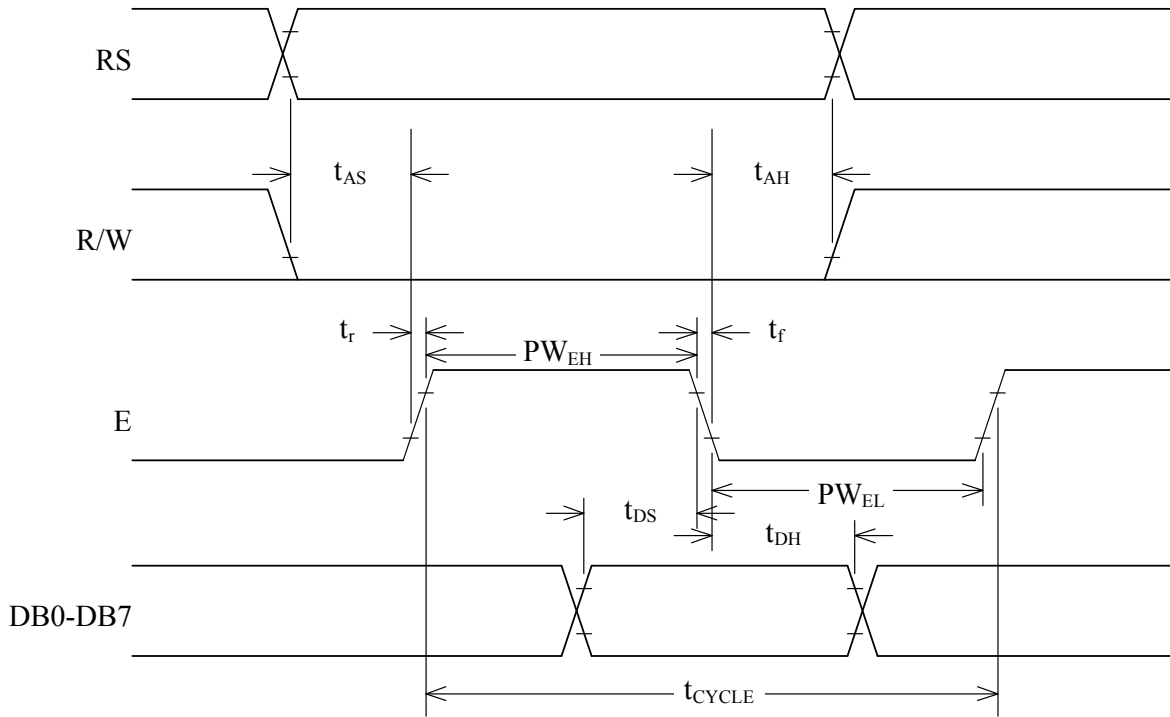 RS
t_AS
t_AH
R/W
t_r
PW_EH
t_f
E
PW_EL
t_DS
t_DH
DB0-DB7
t_CYCLE